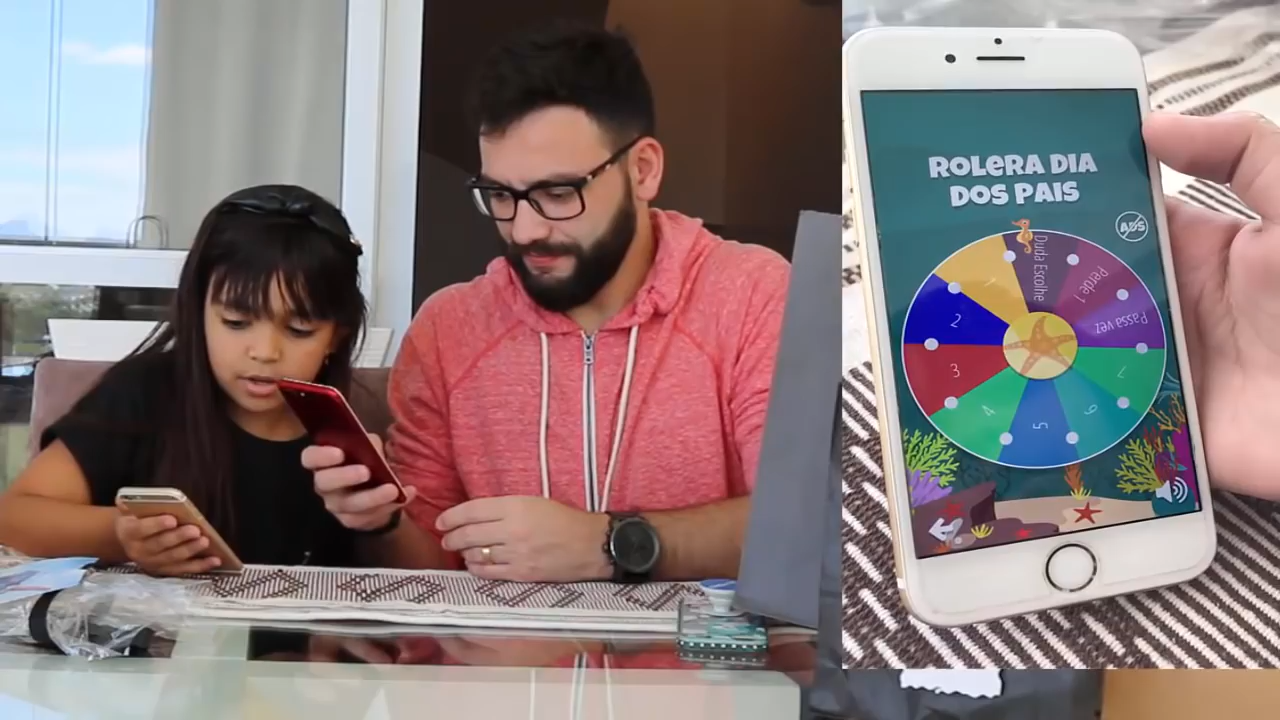 ROLERA DIA
DOS PAIS
ADS
Duda Escolhe
Perde 1
Passa vez
7
6
5
4
3
2
1